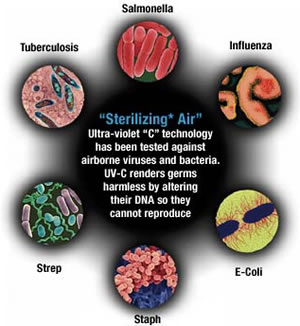 Salmonella
Tuberculosis
Influenza
“Sterilizing* Air”
Ultra-violet “C” technology
has been tested against
airborne viruses and bacteria.
UV-C renders germs
harmless by altering
their DNA so they
cannot reproduce
Strep
E-Coli
Staph